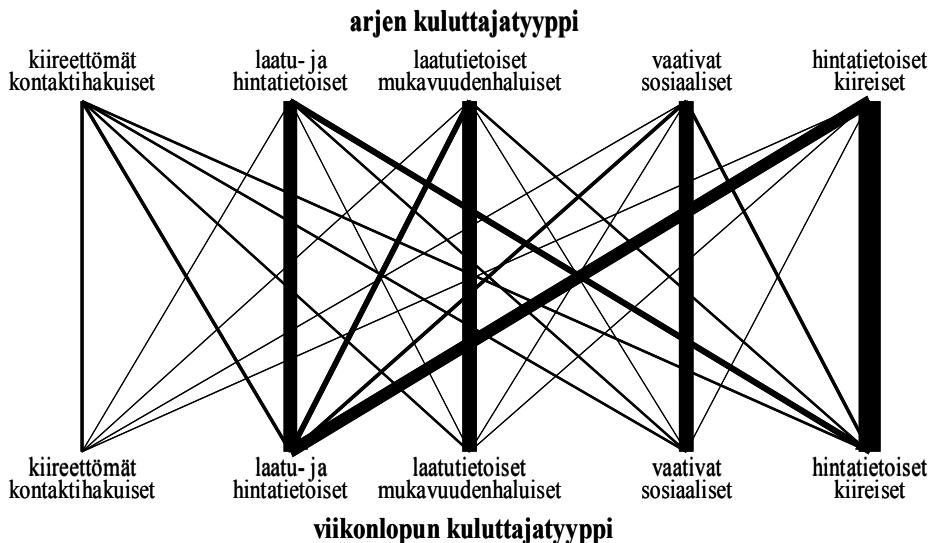 arjen kuluttajatyyppi
kiireettömät
kontaktihakuiset
laatu- ja
hintatietoiset
laatutietoiset
mukavuudenhaluiset
vaativat
sosiaaliset
hintatietoiset
kiireiset
kiireettömät
kontaktihakuiset
laatu- ja
hintatietoiset
laatutietoiset
mukavuudenhaluiset
vaativat
sosiaaliset
hintatietoiset
kiireiset
viikonlopun kuluttajatyyppi